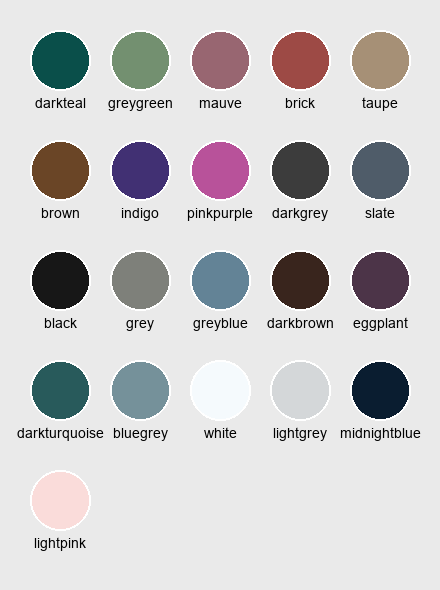 darkteal greygreen mauve brick taupe
brown indigo pinkpurple darkgrey slate
black grey greyblue darkbrown eggplant
darkturquoise bluegrey white lightgrey midnightblue
lightpink